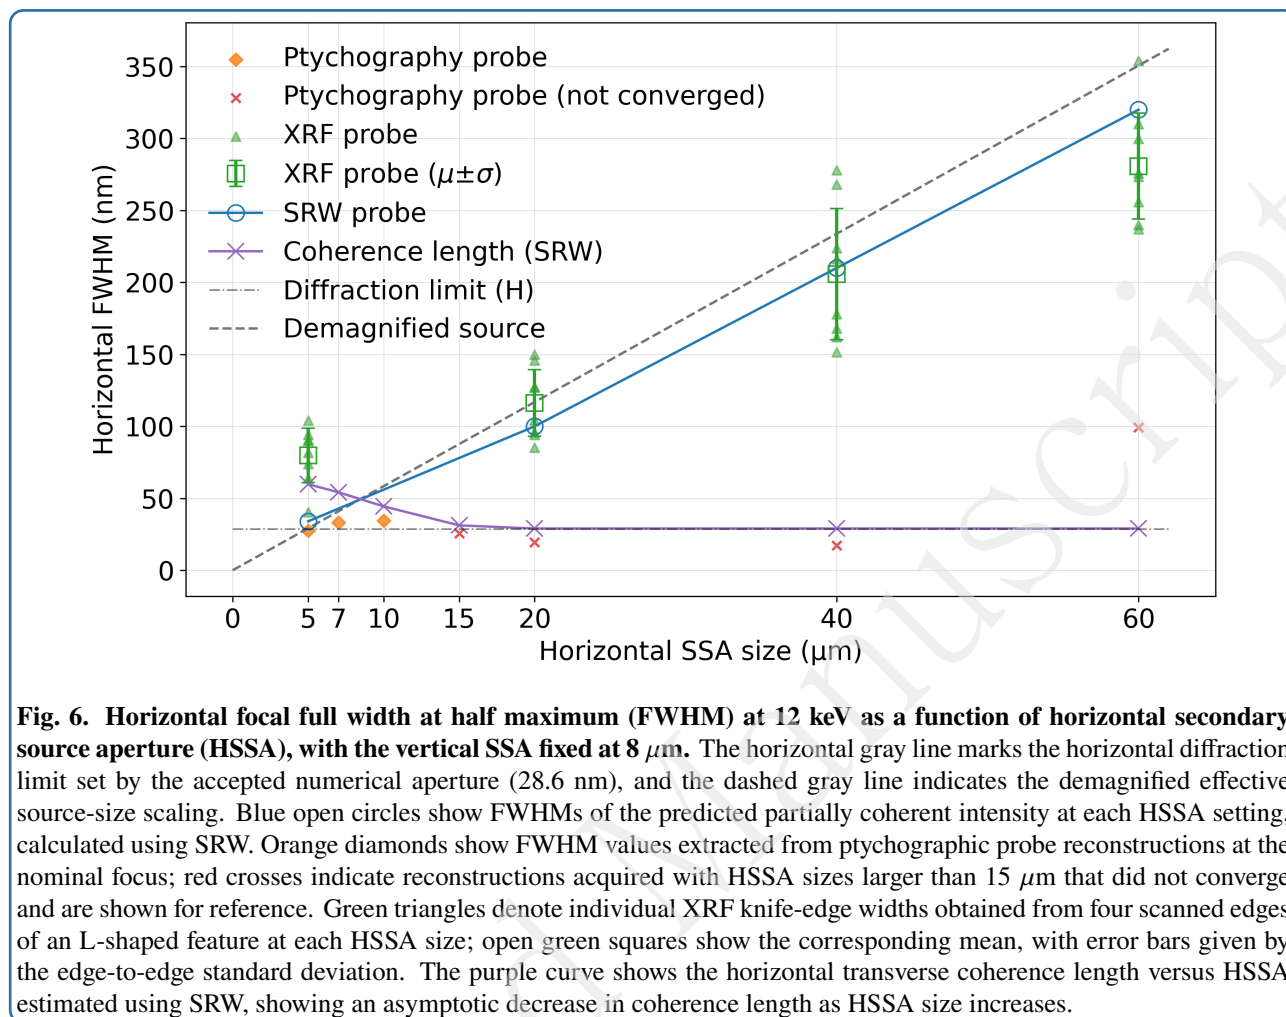 Ptychography probe
Ptychography probe (not converged)
XRF probe
XRF probe (μ±σ)
SRW probe
Coherence length (SRW)
Diffraction limit (H)
Demagnified source
Horizontal FWHM (nm)
350
300
250
200
150
100
50
0
0 5 7 10 15 20 40 60
Horizontal SSA size (μm)
Fig. 6. Horizontal focal full width at half maximum (FWHM) at 12 keV as a function of horizontal secondary
source aperture (HSSA), with the vertical SSA fixed at 8 μm. The horizontal gray line marks the horizontal diffraction
limit set by the accepted numerical aperture (28.6 nm), and the dashed gray line indicates the demagnified effective
source-size scaling. Blue open circles show FWHMs of the predicted partially coherent intensity at each HSSA setting,
calculated using SRW. Orange diamonds show FWHM values extracted from ptychographic probe reconstructions at the
nominal focus; red crosses indicate reconstructions acquired with HSSA sizes larger than 15 μm that did not converge
and are shown for reference. Green triangles denote individual XRF knife-edge widths obtained from four scanned edges
of an L-shaped feature at each HSSA size; open green squares show the corresponding mean, with error bars given by
the edge-to-edge standard deviation. The purple curve shows the horizontal transverse coherence length versus HSSA
estimated using SRW, showing an asymptotic decrease in coherence length as HSSA size increases.
d Manuscript